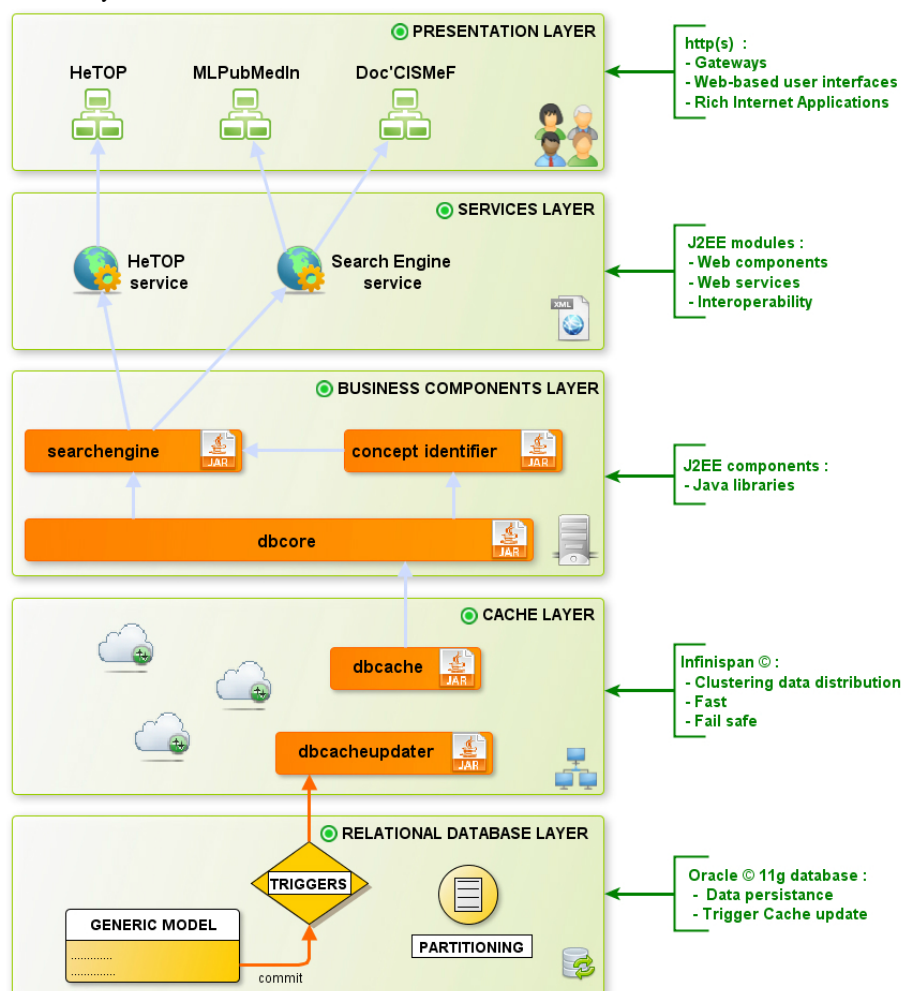 PRESENTATION LAYER
HeTOP
MLPubMedIn
Doc'CISMeF
http(s) :
- Gateways
- Web-based user interfaces
- Rich Internet Applications
SERVICES LAYER
HeTOP
service
Search Engine
service
XML
J2EE modules :
- Web components
- Web services
- Interoperability
BUSINESS COMPONENTS LAYER
searchengine
JAR
concept identifier
JAR
dbcore
JAR
J2EE components :
- Java libraries
CACHE LAYER
dbcache
JAR
dbcacheupdater
JAR
Infinispan © :
- Clustering data distribution
- Fast
- Fail safe
RELATIONAL DATABASE LAYER
TRIGGERS
GENERIC MODEL
.............
.............
commit
PARTITIONING
Oracle © 11g database :
- Data persistance
- Trigger Cache update